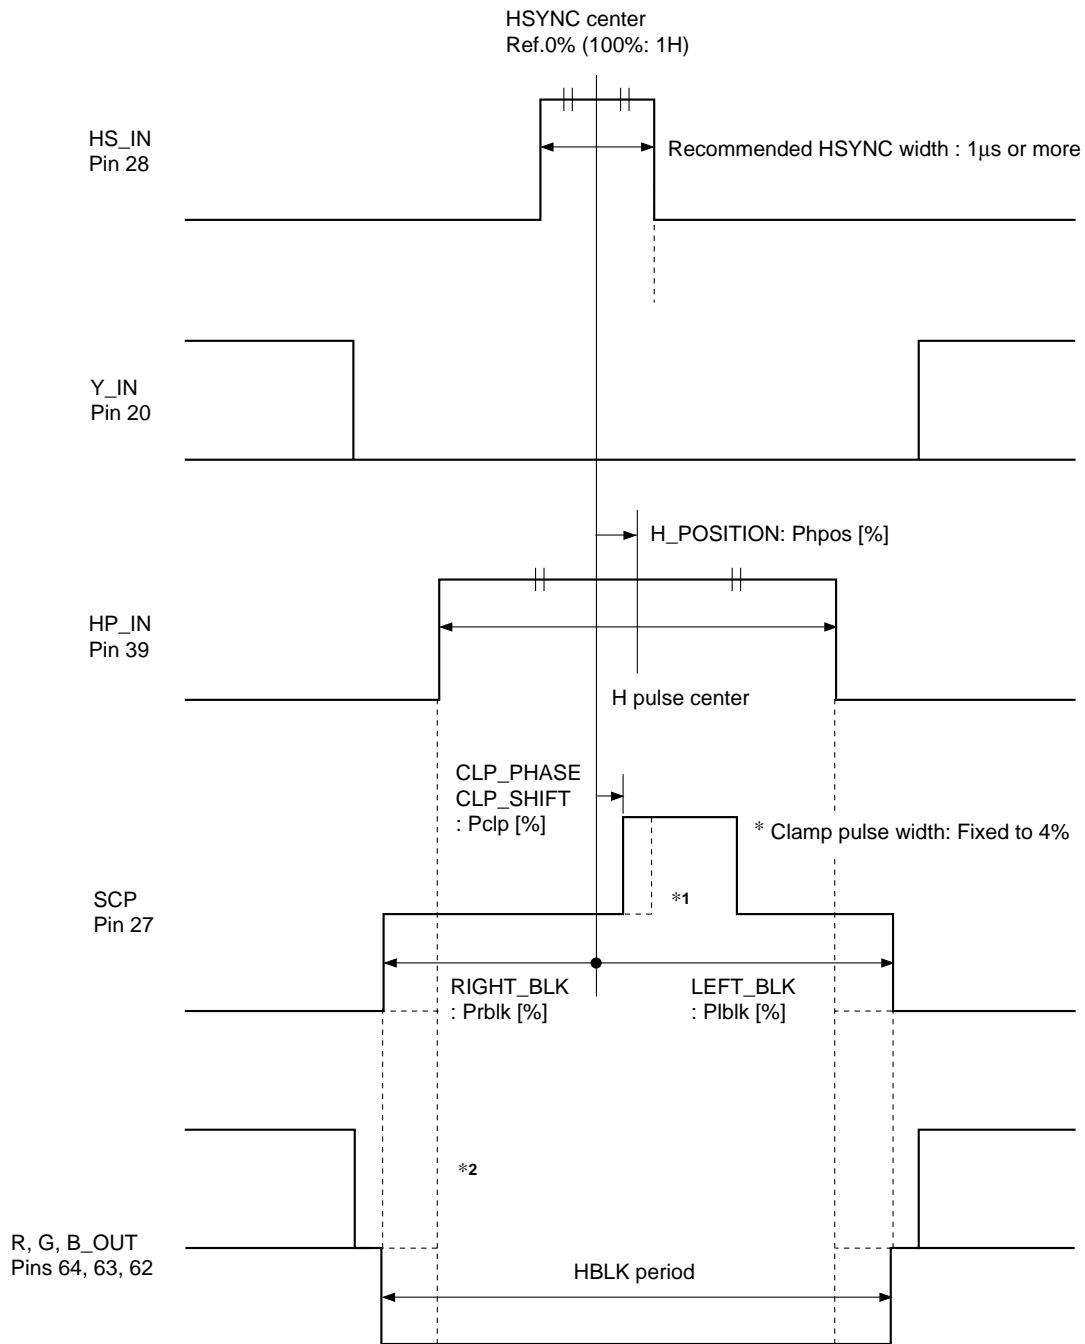 HSYNC center
Ref.0% (100%: 1H)
HS_IN
Pin 28
Recommended HSYNC width : 1μs or more
Y_IN
Pin 20
H_POSITION: Phpos [%]
HP_IN
Pin 39
H pulse center
CLP_PHASE
CLP_SHIFT
: Pclp [%]
* Clamp pulse width: Fixed to 4%
SCP
Pin 27
*1
RIGHT_BLK
: Prblk [%]
LEFT_BLK
: Plblk [%]
*2
R, G, B_OUT
Pins 64, 63, 62
HBLK period